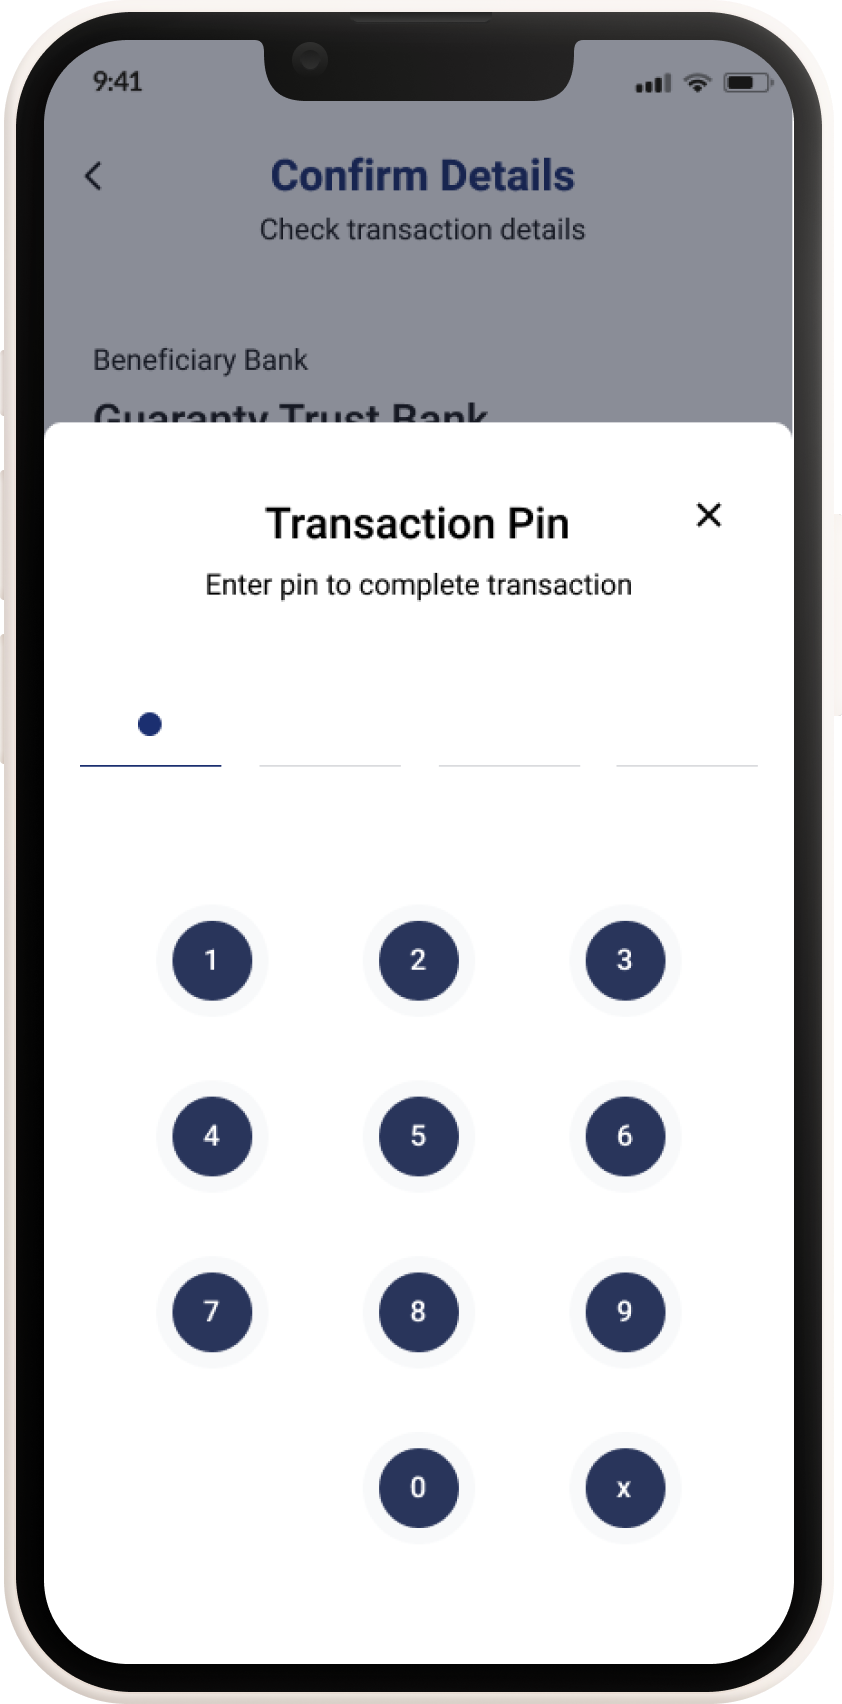 9:41
Confirm Details
Check transaction details
Beneficiary Bank
Guaranty Trust Bank
Transaction Pin
Enter pin to complete transaction
1 2 3
4 5 6
7 8 9
0 x